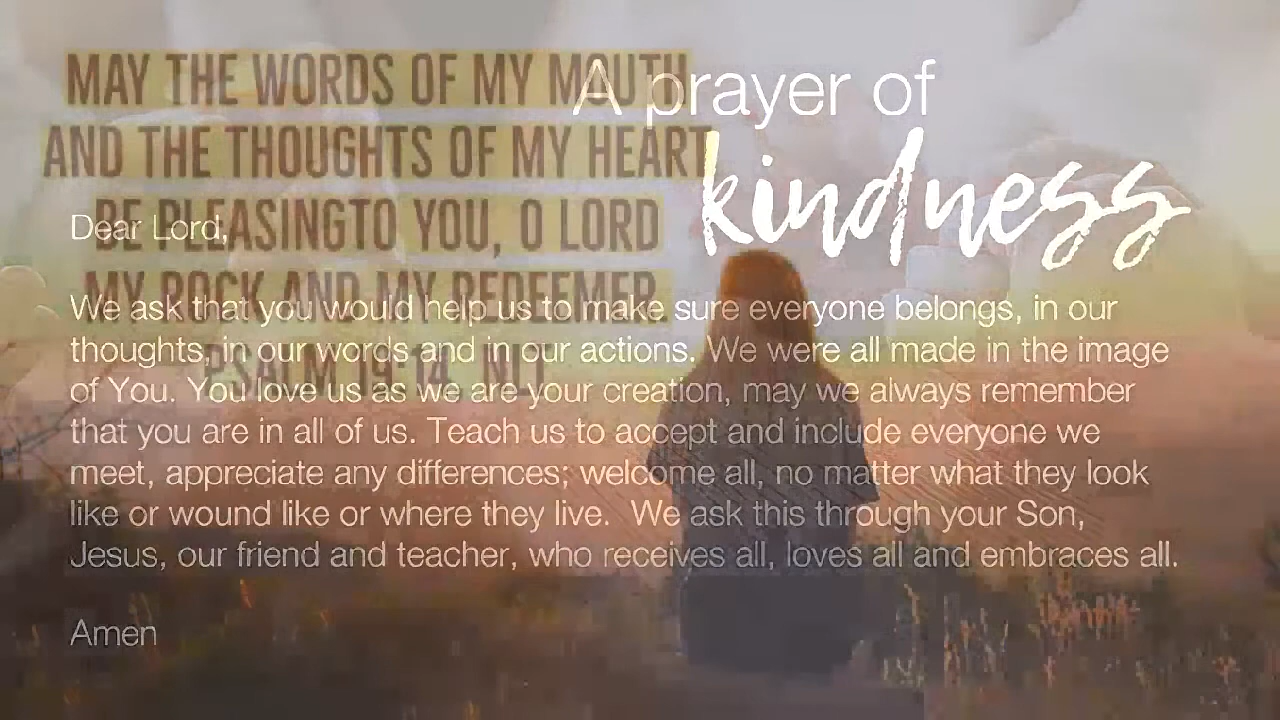 MAY THE WORDS OF MY MOUTH
AND THE THOUGHTS OF MY HEART
BE PLEASINGTO YOU, O LORD
MY ROCK AND MY REDEEMER.
PSALM 19:14, NLT
A prayer of
kindness
Dear Lord,
We ask that you would help us to make sure everyone belongs, in our
thoughts, in our words and in our actions. We were all made in the image
of You. You love us as we are your creation, may we always remember
that you are in all of us. Teach us to accept and include everyone we
meet, appreciate any differences; welcome all, no matter what they look
like or wound like or where they live. We ask this through your Son,
Jesus, our friend and teacher, who receives all, loves all and embraces all.
Amen